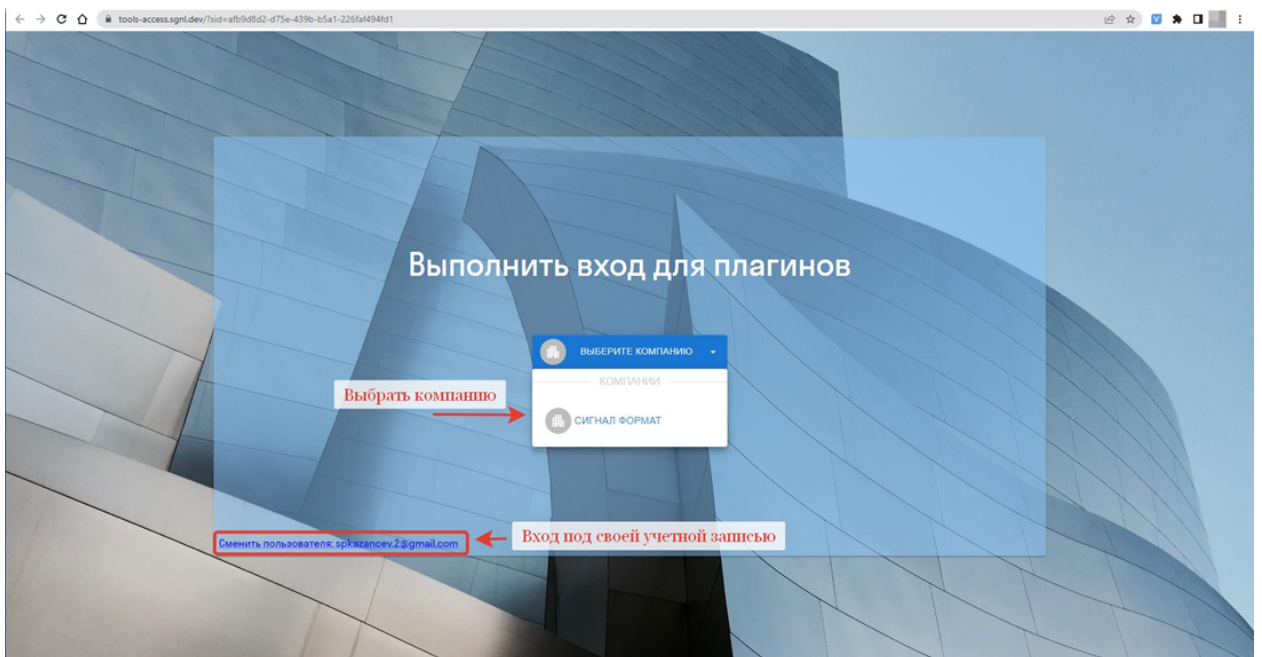 tools-access.sgnl.dev/?sid=afb9d8d2-d75e-439b-b5a1-226faf494fd1
Выполнить вход для плагинов
ВЫБЕРИТЕ КОМПАНИЮ
КОМПАНИИ
Выбрать компанию
СИГНАЛ ФОРМАТ
Сменить пользователя: spkazancev.2@gmail.com
Вход под своей учетной записью